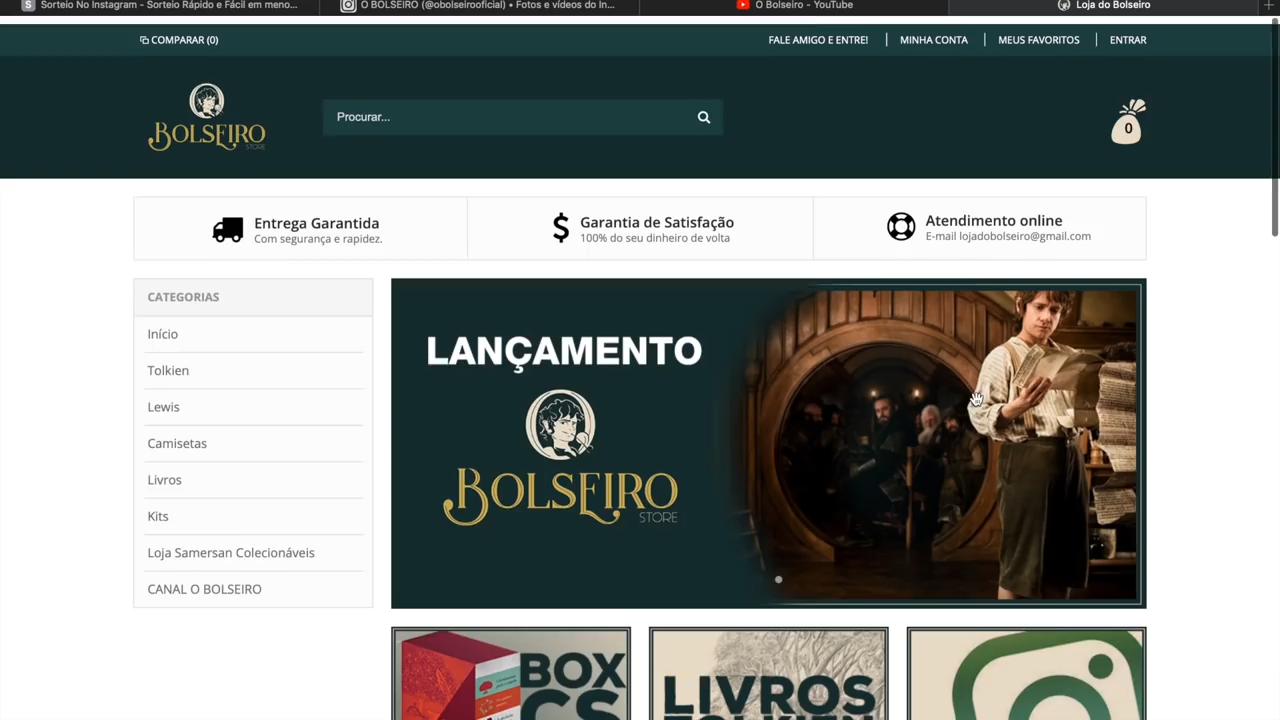 Sorteio No Instagram - Sorteio Rápido e Fácil em meno...
O BOLSEIRO (@obolseirooficial) • Fotos e vídeos do In...
O Bolseiro - YouTube
Loja do Bolseiro
COMPARAR (0)
FALE AMIGO E ENTRE!
MINHA CONTA
MEUS FAVORITOS
ENTRAR
BOLSEIRO
STORE
Procurar...
0
Entrega Garantida
Com segurança e rapidez.
Garantia de Satisfação
100% do seu dinheiro de volta
Atendimento online
E-mail lojadobolseiro@gmail.com
CATEGORIAS
Início
Tolkien
Lewis
Camisetas
Livros
Kits
Loja Samersan Colecionáveis
CANAL O BOLSEIRO
LANÇAMENTO
BOLSEIRO
STORE
BOX
CS
LIVROS
TOLKIEN